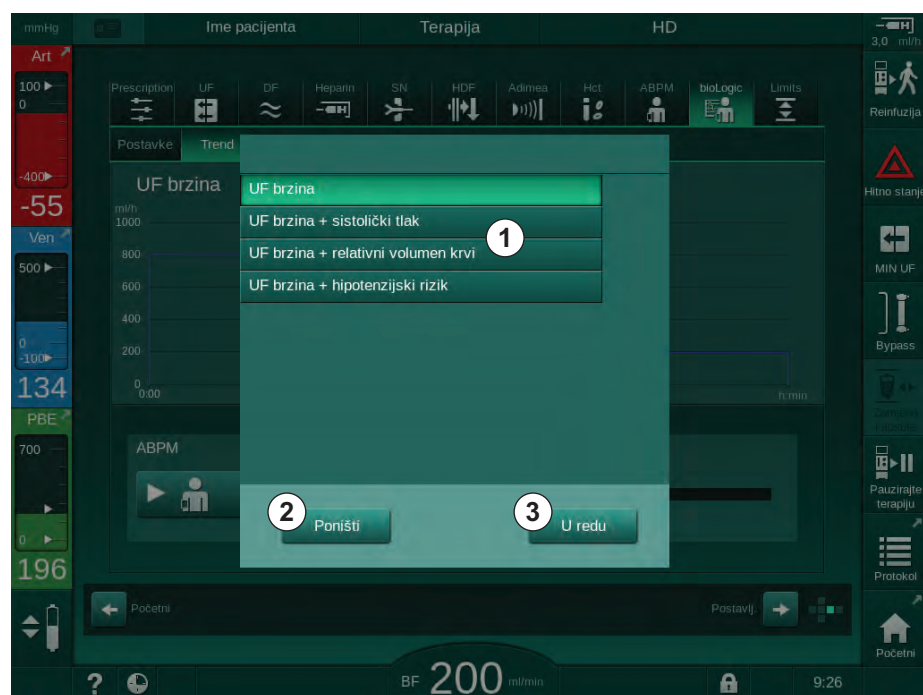 mmHg
Ime pacijenta
Terapija
HD
3,0 ml/h
Art
100
0
-400
-55
Ven
500
0
-100
134
PBE
700
0
196
Prescription
UF
DF
Heparin
SN
HDF
Adimea
Hct
ABPM
bioLogic
Limits
Postavke
Trend
UF brzina
ml/h
1000
800
600
400
200
0
0:00
h:min
UF brzina
UF brzina + sistolički tlak
UF brzina + relativni volumen krvi
UF brzina + hipotenzijski rizik
1
ABPM
2
Poništi
3
U redu
Početni
Postavlj.
BF 200 ml/min
9:26
Reinfuzija
Hitno stanje
MIN UF
Bypass
Pauzirajte
terapiju
Protokol
Početni
?